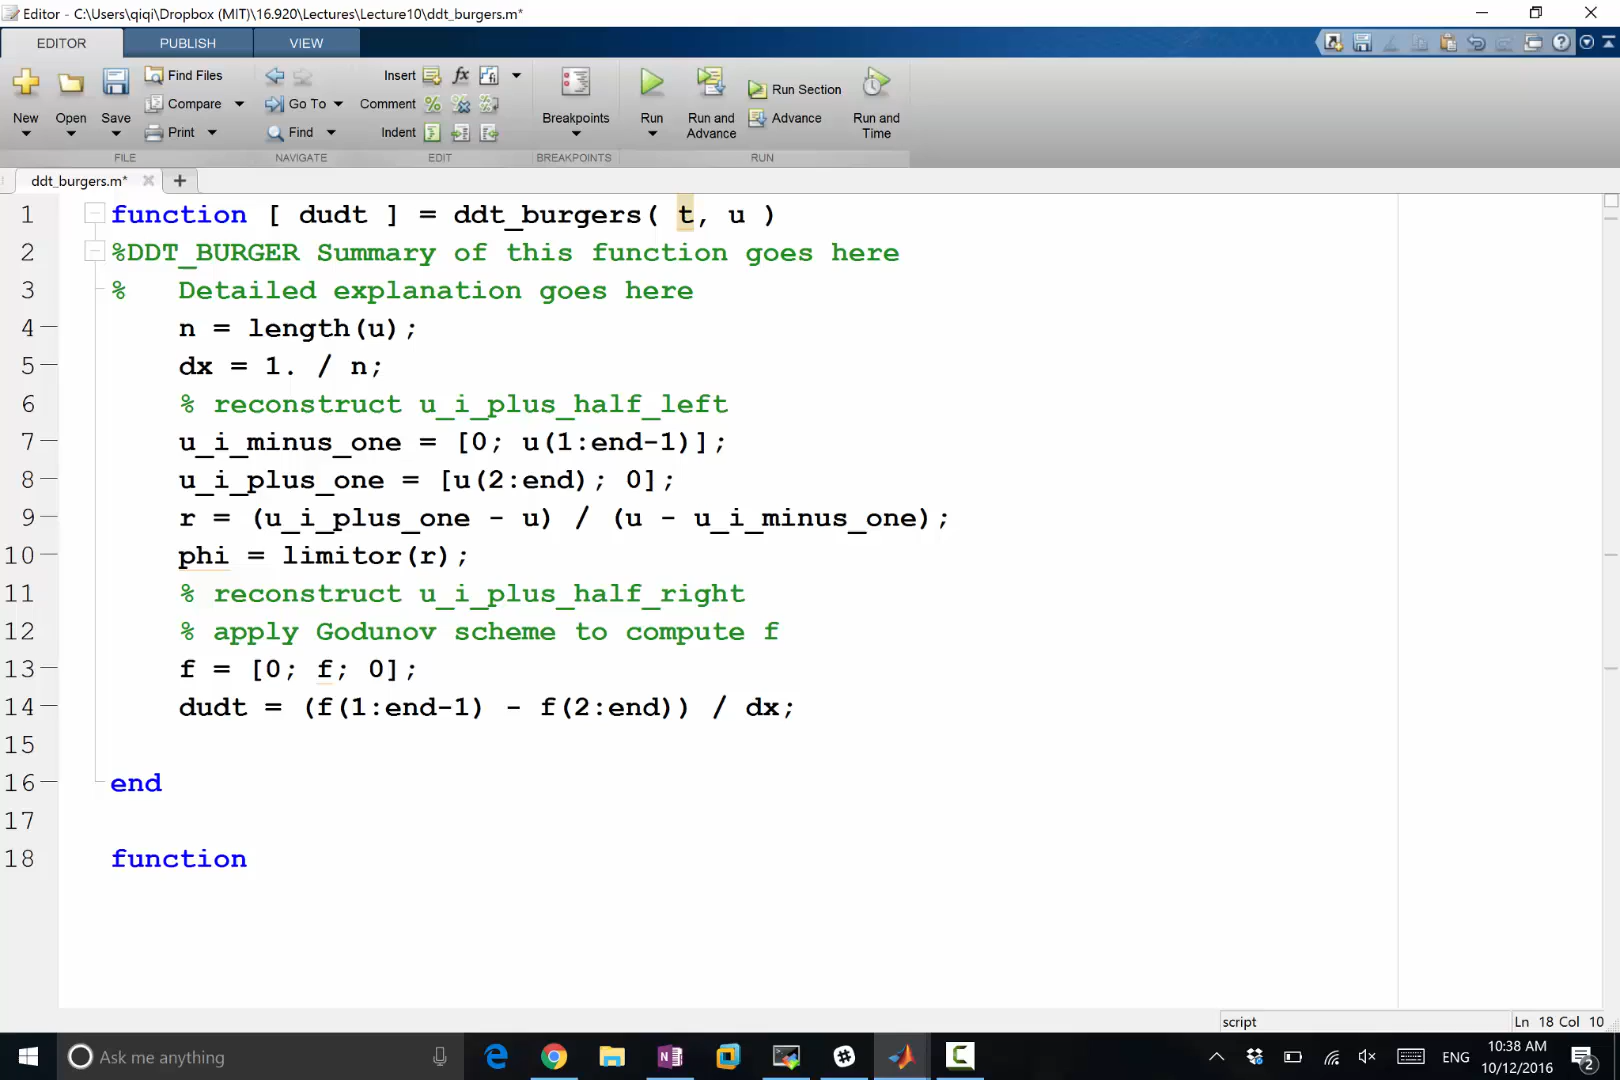 Editor - C:\Users\qiqi\Dropbox (MIT)\16.920\Lectures\Lecture10\ddt_burgers.m*
EDITOR PUBLISH VIEW
New Open Save Find Files Compare Print
Go To Find
Insert Comment Indent
Breakpoints
Run Run and Advance Run Section Advance Run and Time
FILE NAVIGATE EDIT BREAKPOINTS RUN
ddt_burgers.m*
1 function [ dudt ] = ddt_burgers( t, u )
2 %DDT_BURGER Summary of this function goes here
3 %   Detailed explanation goes here
4 n = length(u);
5 dx = 1. / n;
6 % reconstruct u_i_plus_half_left
7 u_i_minus_one = [0; u(1:end-1)];
8 u_i_plus_one = [u(2:end); 0];
9 r = (u_i_plus_one - u) / (u - u_i_minus_one);
10 phi = limitor(r);
11 % reconstruct u_i_plus_half_right
12 % apply Godunov scheme to compute f
13 f = [0; f; 0];
14 dudt = (f(1:end-1) - f(2:end)) / dx;
15
16 end
17
18 function
script Ln 18 Col 10
Ask me anything
ENG 10:38 AM
10/12/2016 2